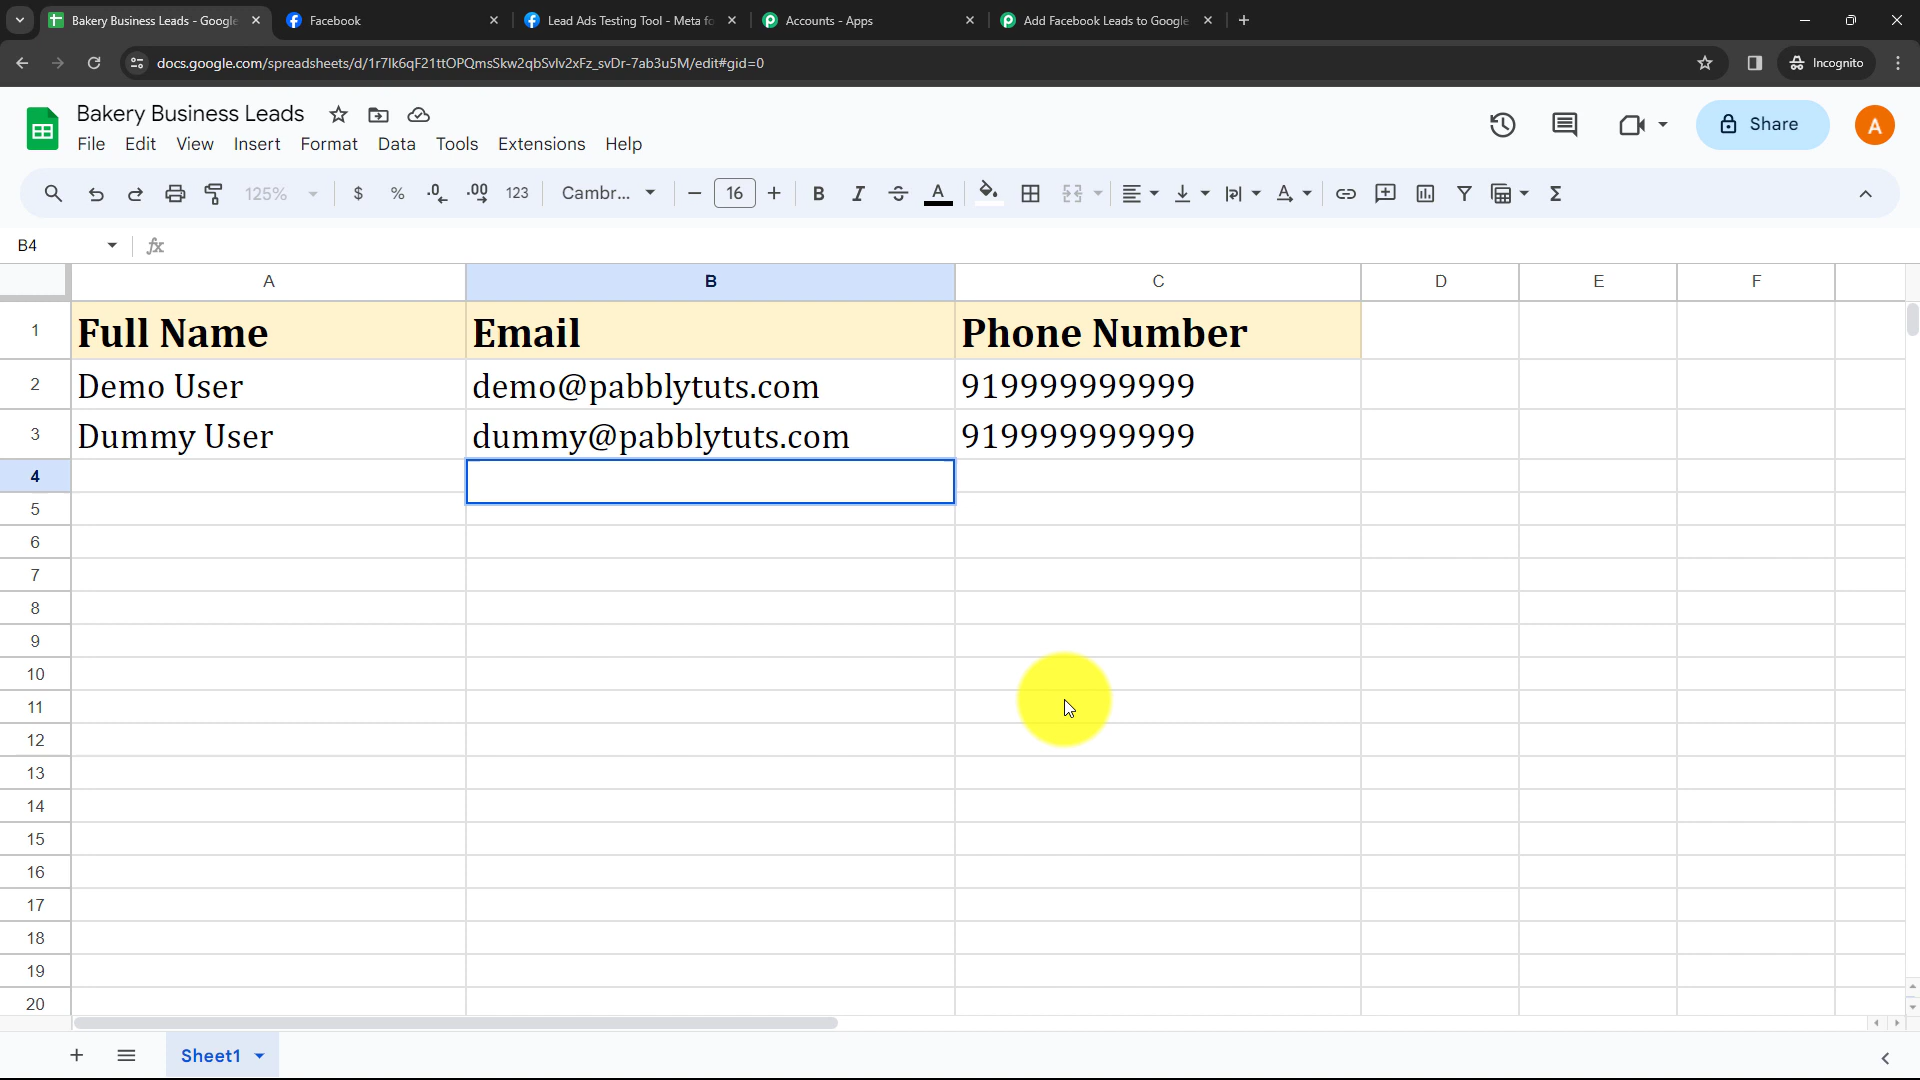 Bakery Business Leads - Google
Facebook
Lead Ads Testing Tool - Meta fo
Accounts - Apps
Add Facebook Leads to Google
docs.google.com/spreadsheets/d/1r7lk6qF21ttOPQmsSkw2qbSvlv2xFz_svDr-7ab3u5M/edit#gid=0
Incognito
Bakery Business Leads
File Edit View Insert Format Data Tools Extensions Help
Share
A
125% $ % .0 .00 123 Cambr... 16 B I S A A Σ
B4 fx
A B C D E F
1 Full Name Email Phone Number
2 Demo User demo@pabblytuts.com 919999999999
3 Dummy User dummy@pabblytuts.com 919999999999
4
5
6
7
8
9
10
11
12
13
14
15
16
17
18
19
20
Sheet1